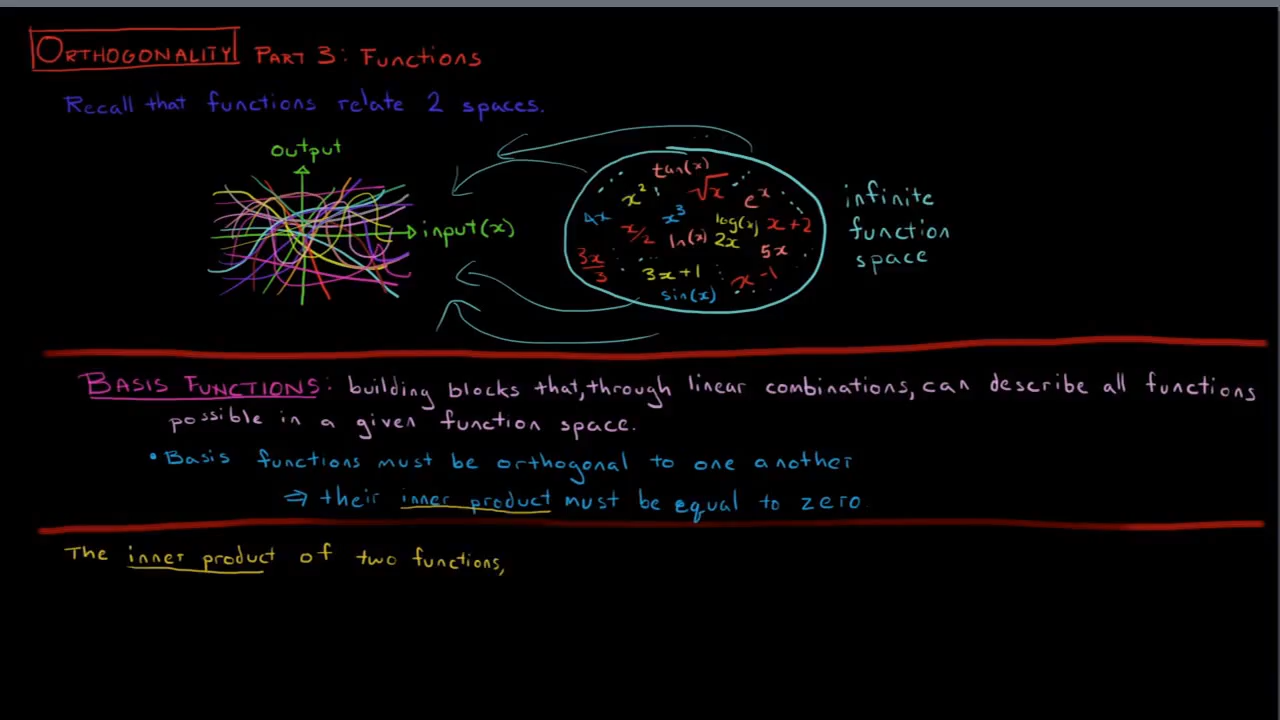 ORTHOGONALITY PART 3: FUNCTIONS
Recall that functions relate 2 spaces.
output
input(x)
tan(x)
x² √x eˣ
4x x³ log(x) x+2
x/2 ln(x) 2x 5x
3x/3 3x+1 x-1
sin(x)
infinite
function
space
BASIS FUNCTIONS: building blocks that, through linear combinations, can describe all functions
possible in a given function space.
• Basis functions must be orthogonal to one another
⇒ their inner product must be equal to zero.
The inner product of two functions,